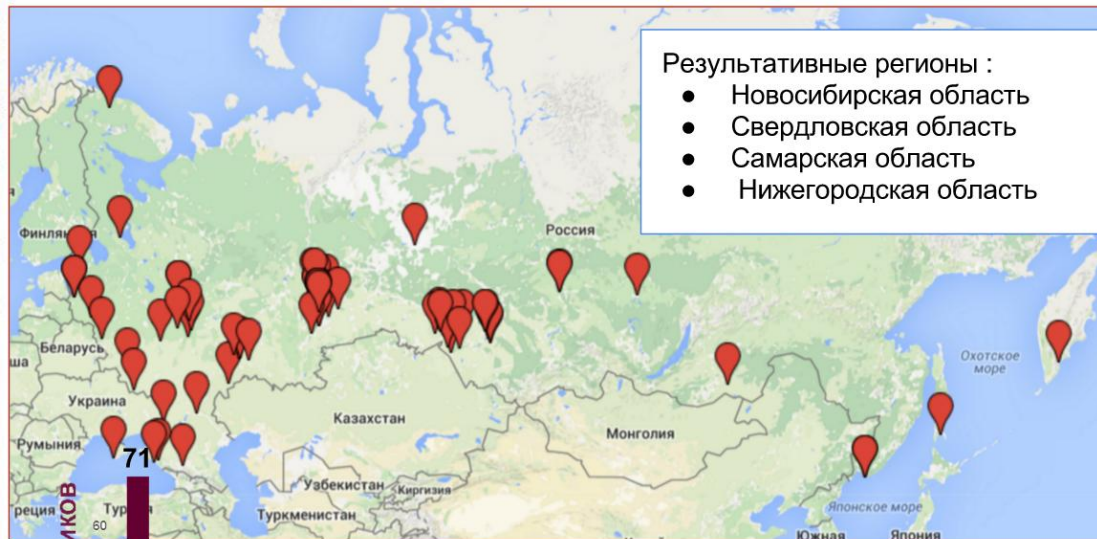 Результативные регионы :
● Новосибирская область
● Свердловская область
● Самарская область
● Нижегородская область
Россия
Беларусь
Украина
Румыния
Казахстан
Монголия
Охотское
море
Узбекистан
Киргизия
Туркменистан
Японское море
Южная
Япония
71
60